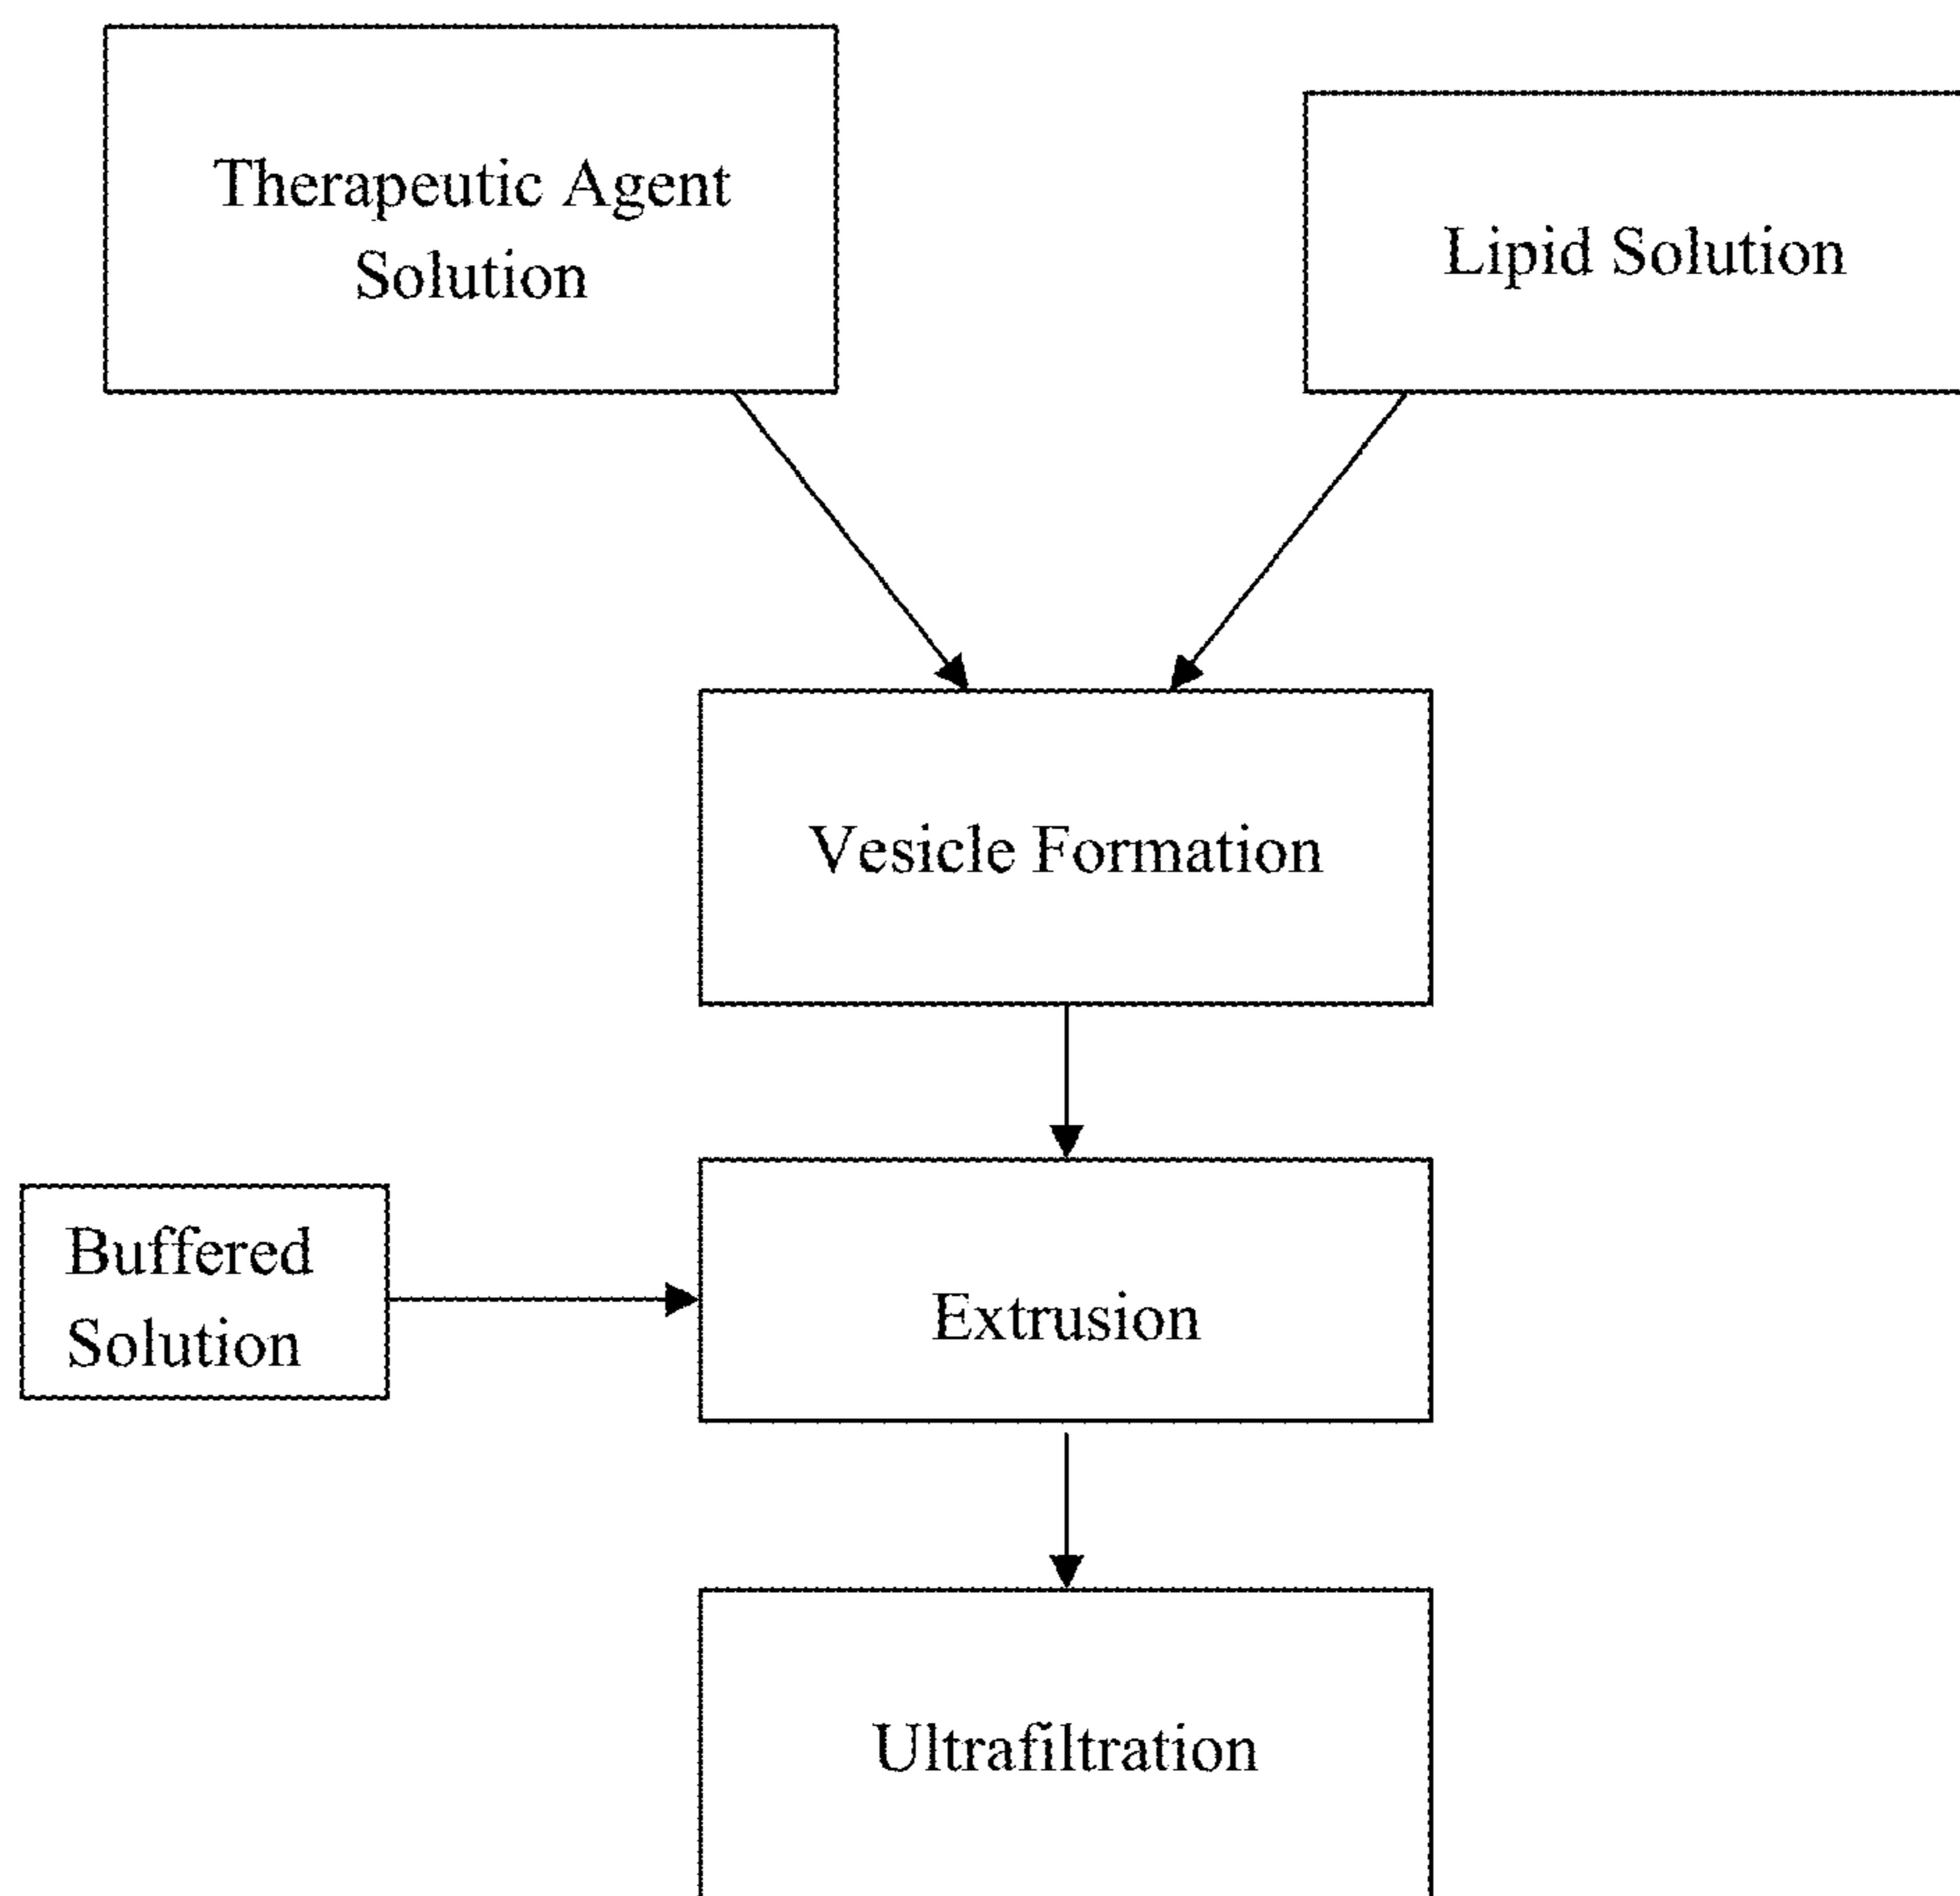 Therapeutic Agent
Solution
Lipid Solution
Vesicle Formation
Buffered
Solution
Extrusion
Ultrafiltration